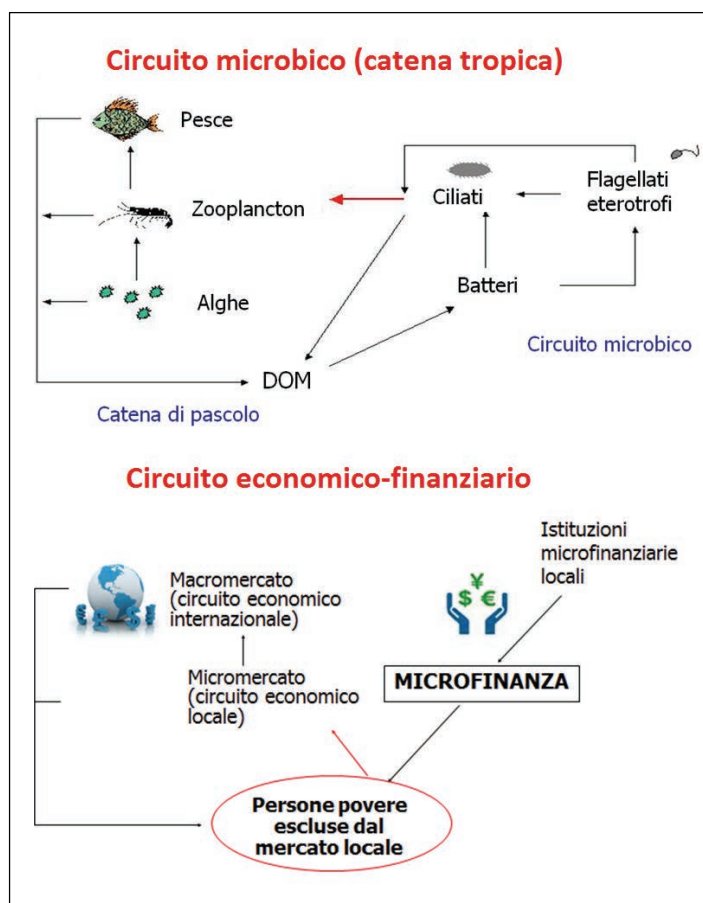 Circuito microbico (catena tropica)
Pesce
Zooplancton
Alghe
Ciliati
Flagellati
eterotrofi
Batteri
Circuito microbico
DOM
Catena di pascolo
Circuito economico-finanziario
Istituzioni
microfinanziarie
locali
Macromercato
(circuito economico
internazionale)
¥
$ €
Micromercato
(circuito economico
locale)
MICROFINANZA
Persone povere
escluse dal
mercato locale